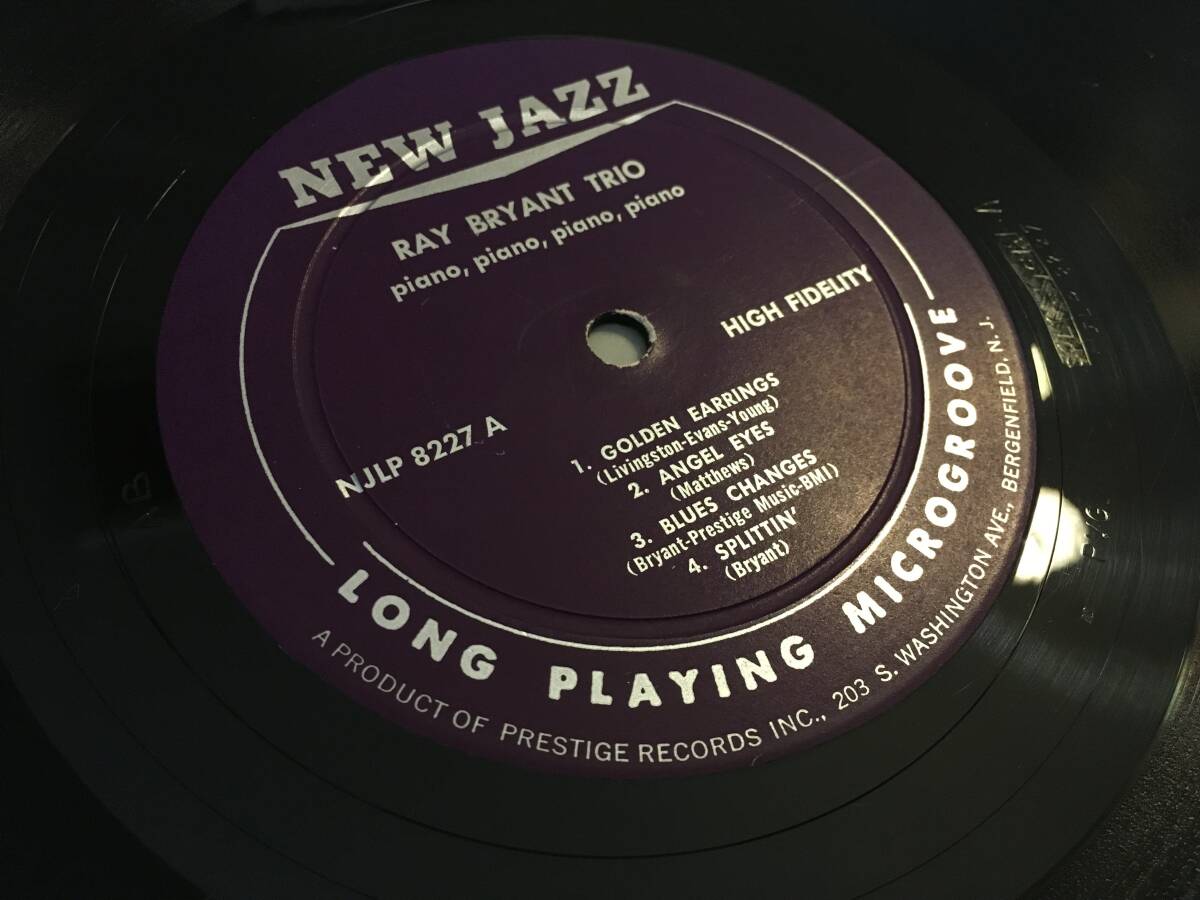 NEW JAZZ
RAY BRYANT TRIO
piano, piano, piano, piano
HIGH FIDELITY
NJLP 8227 A
1. GOLDEN EARRINGS
(Livingston-Evans-Young)
2. ANGEL EYES
(Matthews)
3. BLUES CHANGES
(Bryant-Prestige Music-BMI)
4. SPLITTIN'
(Bryant)
LONG PLAYING MICROGROOVE
A PRODUCT OF PRESTIGE RECORDS INC., 203 S. WASHINGTON AVE., BERGENFIELD, N. J.